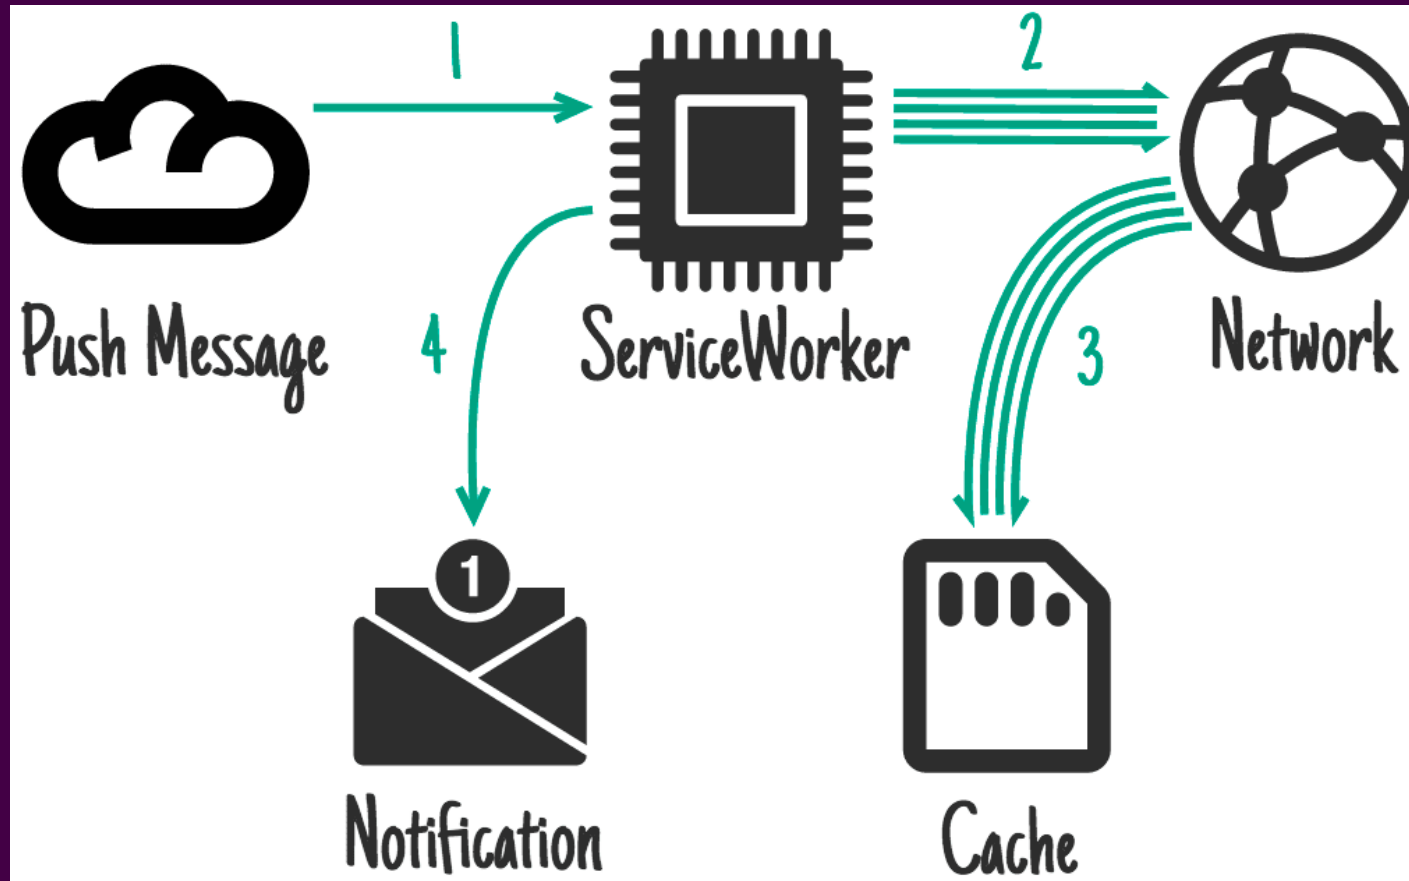 1
2
Push Message
ServiceWorker
Network
4
3
1
Notification
Cache